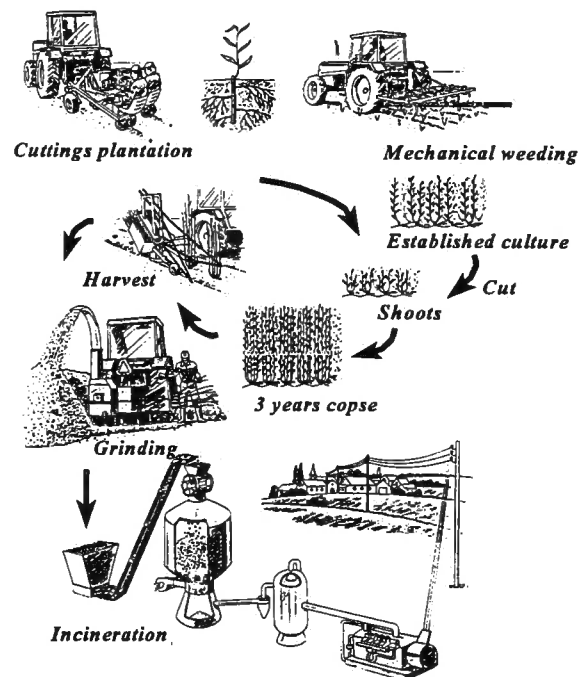 Cuttings plantation
Mechanical weeding
Established culture
Cut
Shoots
Harvest
3 years copse
Grinding
Incineration